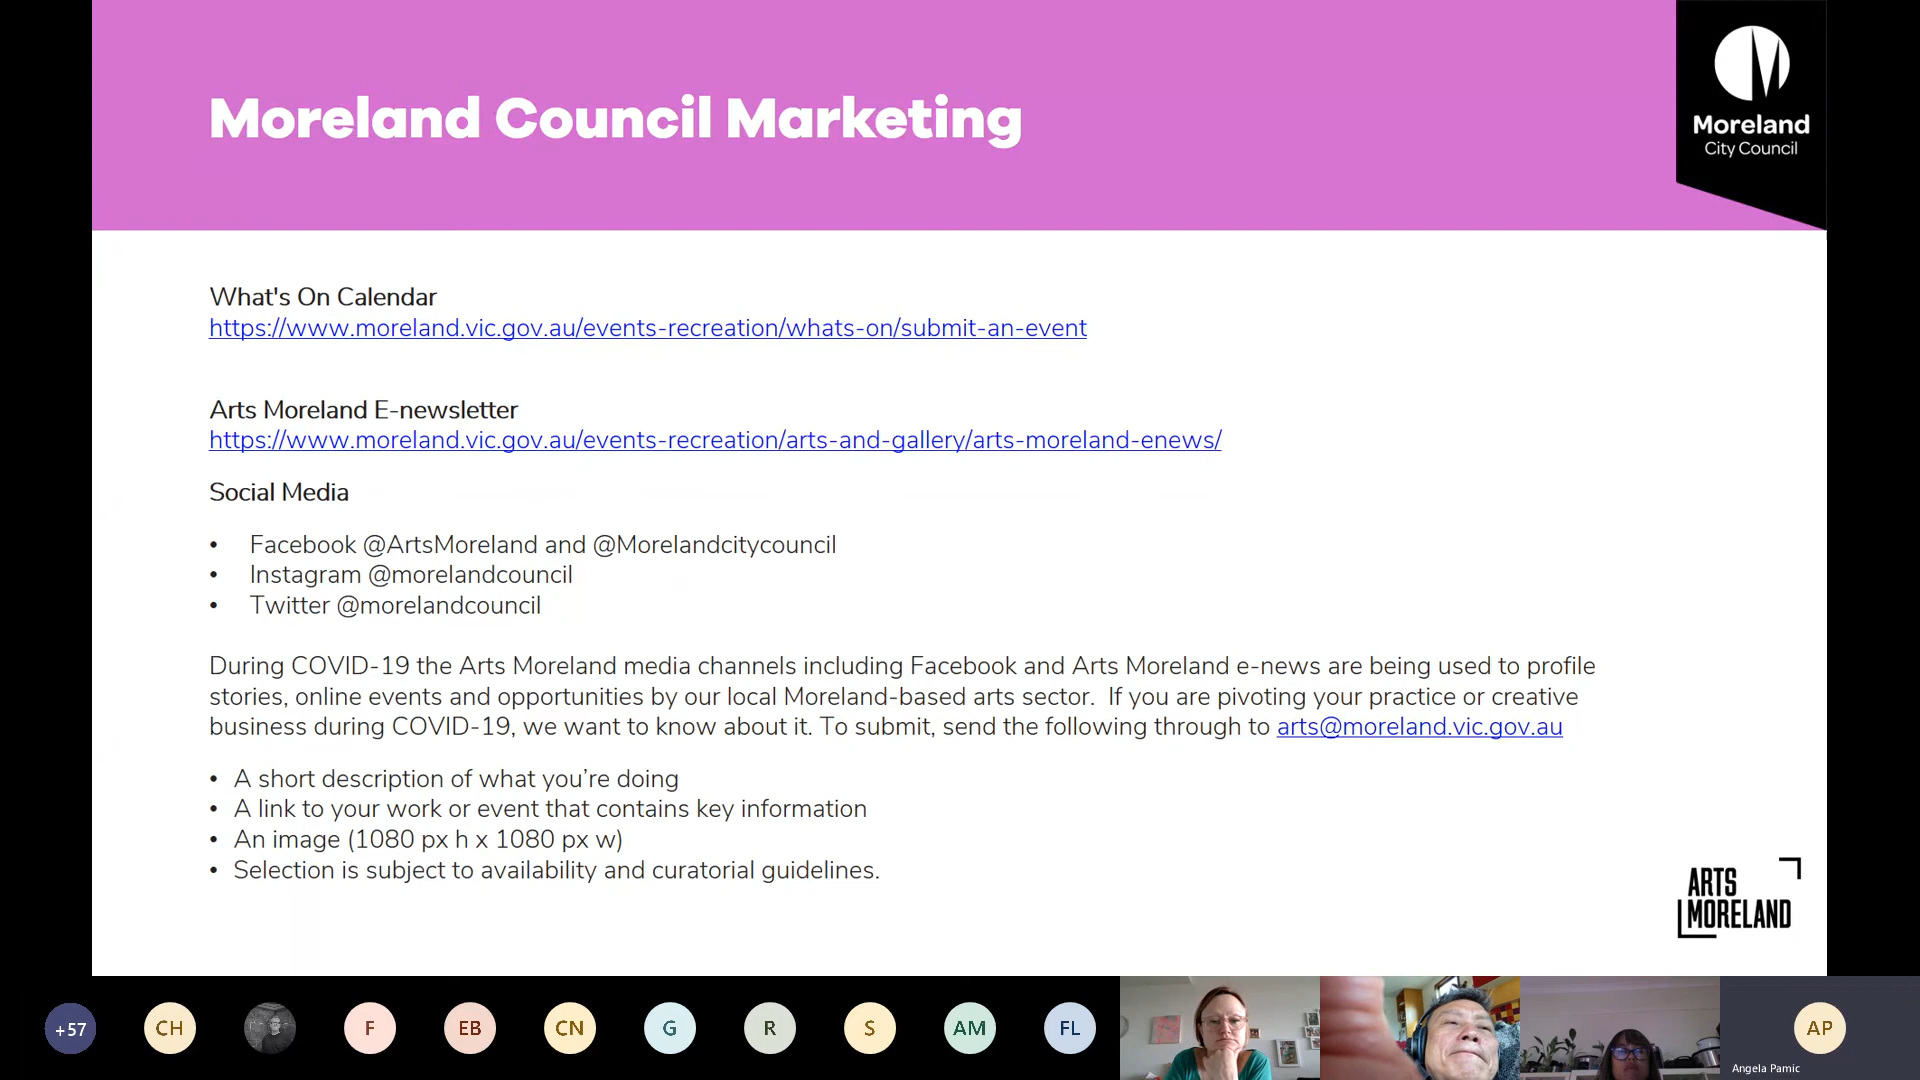 Moreland Council Marketing
Moreland
City Council
What's On Calendar
https://www.moreland.vic.gov.au/events-recreation/whats-on/submit-an-event
Arts Moreland E-newsletter
https://www.moreland.vic.gov.au/events-recreation/arts-and-gallery/arts-moreland-enews/
Social Media
• Facebook @ArtsMoreland and @Morelandcitycouncil
• Instagram @morelandcouncil
• Twitter @morelandcouncil
During COVID-19 the Arts Moreland media channels including Facebook and Arts Moreland e-news are being used to profile
stories, online events and opportunities by our local Moreland-based arts sector.  If you are pivoting your practice or creative
business during COVID-19, we want to know about it. To submit, send the following through to arts@moreland.vic.gov.au
• A short description of what you’re doing
• A link to your work or event that contains key information
• An image (1080 px h x 1080 px w)
• Selection is subject to availability and curatorial guidelines.
ARTS
MORELAND
+57
CH
F
EB
CN
G
R
S
AM
FL
AP
Angela Pamic